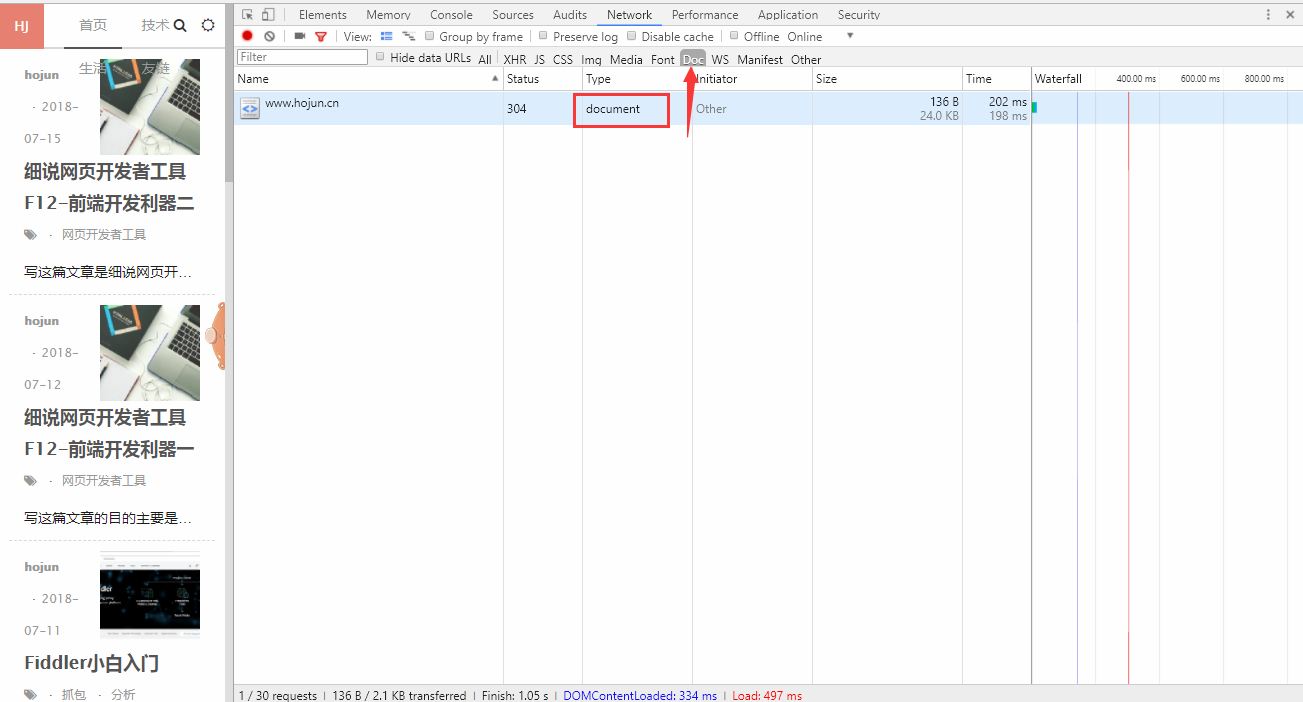 HJ
首页
技术
生活
友链
hojun
· 2018-
07-15
细说网页开发者工具
F12-前端开发利器二
· 网页开发者工具
写这篇文章是细说网页开…
hojun
· 2018-
07-12
细说网页开发者工具
F12-前端开发利器一
· 网页开发者工具
写这篇文章的目的主要是…
hojun
· 2018-
07-11
Fiddler小白入门
· 抓包 · 分析
Elements Memory Console Sources Audits Network Performance Application Security
View: Group by frame Preserve log Disable cache Offline Online
Filter Hide data URLs All XHR JS CSS Img Media Font Doc WS Manifest Other
Name Status Type Initiator Size Time Waterfall 400.00 ms 600.00 ms 800.00 ms
www.hojun.cn 304 document Other 136 B 202 ms
24.0 KB 198 ms
1 / 30 requests | 136 B / 2.1 KB transferred | Finish: 1.05 s | DOMContentLoaded: 334 ms | Load: 497 ms